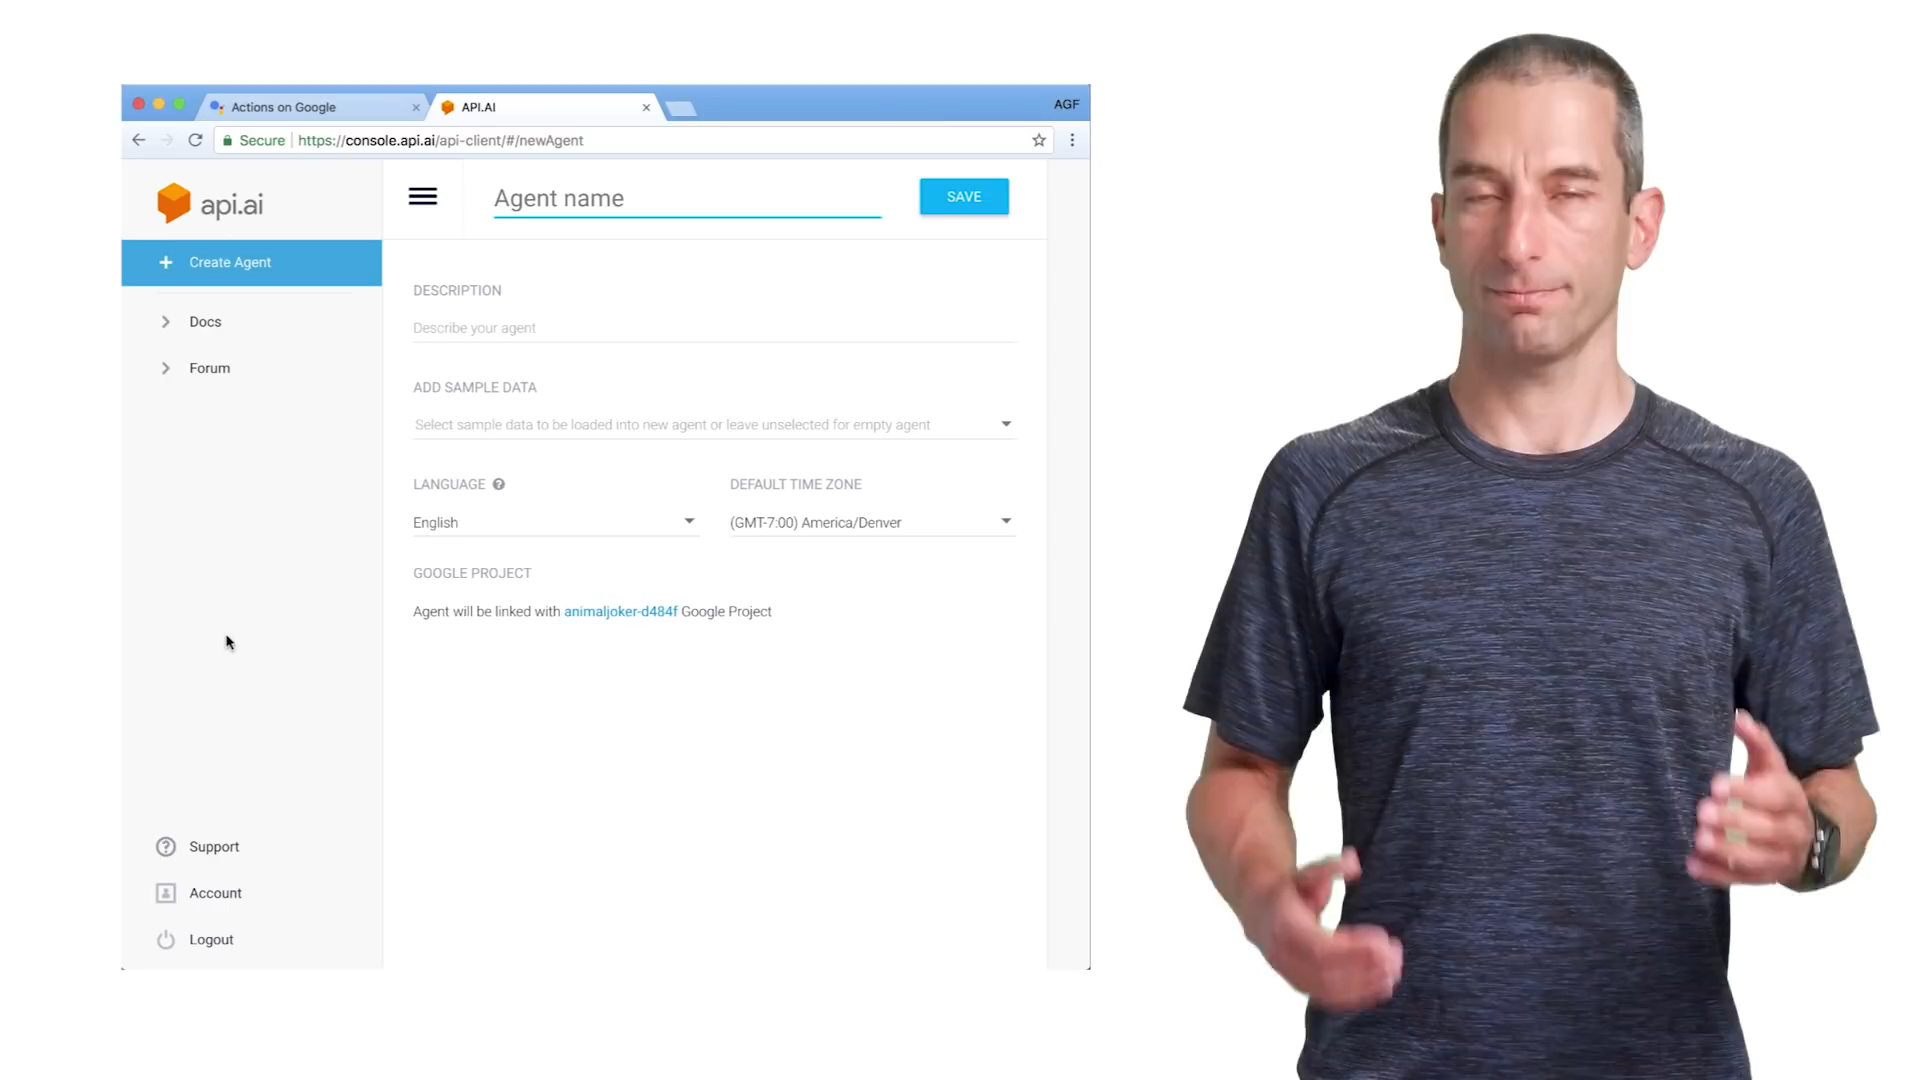 Actions on Google
API.AI
AGF
Secure https://console.api.ai/api-client/#/newAgent
api.ai
Agent name
SAVE
Create Agent
Docs
Forum
DESCRIPTION
Describe your agent
ADD SAMPLE DATA
Select sample data to be loaded into new agent or leave unselected for empty agent
LANGUAGE
DEFAULT TIME ZONE
English
(GMT-7:00) America/Denver
GOOGLE PROJECT
Agent will be linked with animaljoker-d484f Google Project
Support
Account
Logout